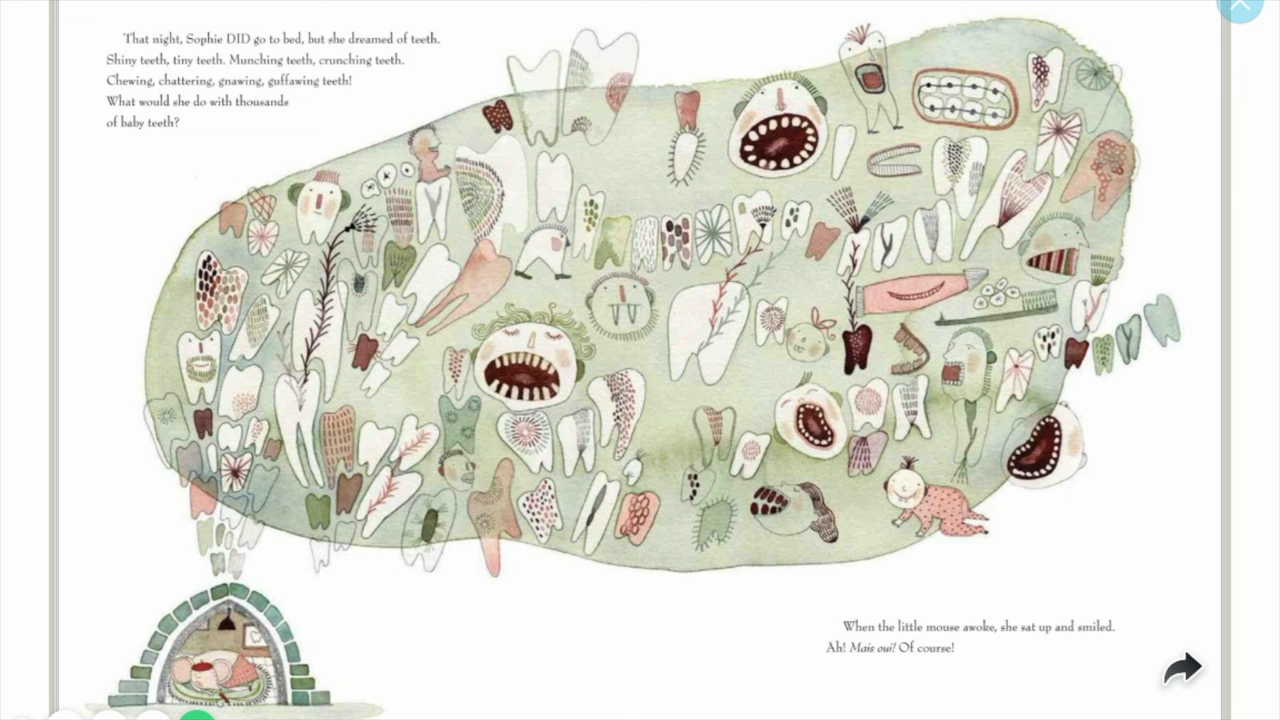 That night, Sophie DID go to bed, but she dreamed of teeth.
Shiny teeth, tiny teeth. Munching teeth, crunching teeth.
Chewing, chattering, gnawing, guffawing teeth!
What would she do with thousands
of baby teeth?
When the little mouse awoke, she sat up and smiled.
Ah! Mais oui! Of course!